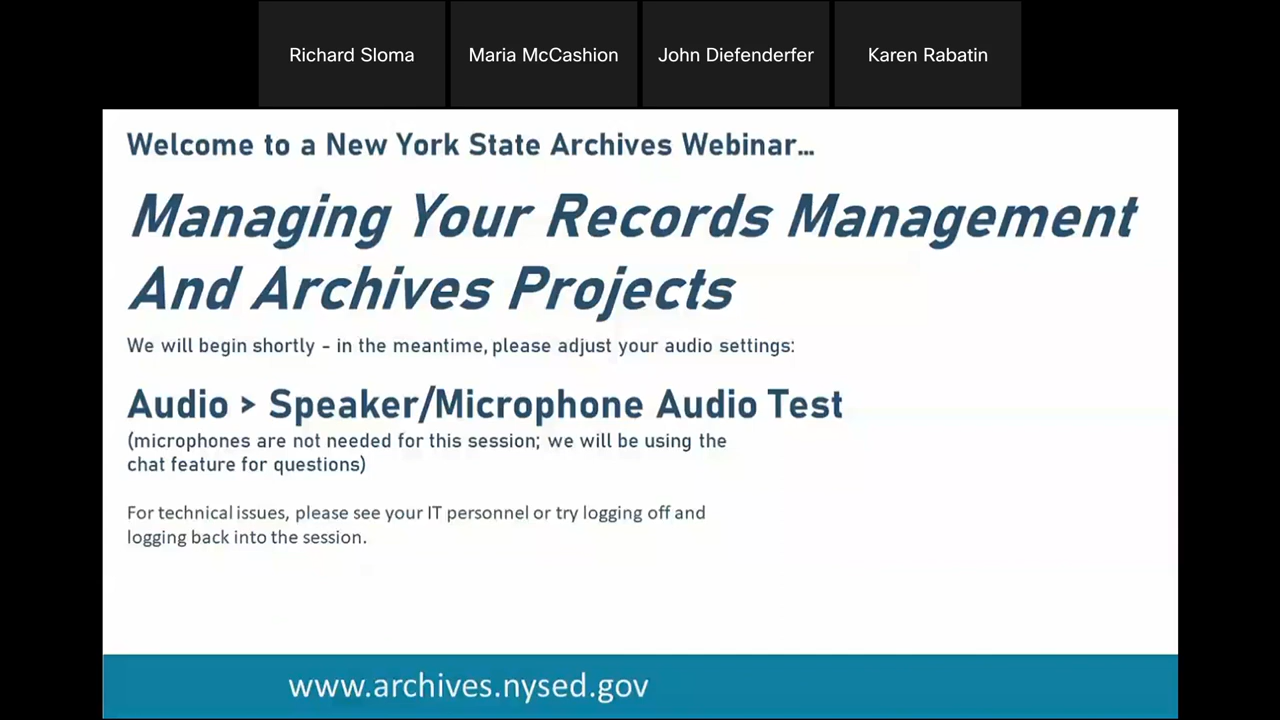 Richard Sloma
Maria McCashion
John Diefenderfer
Karen Rabatin
Welcome to a New York State Archives Webinar...
Managing Your Records Management
And Archives Projects
We will begin shortly - in the meantime, please adjust your audio settings:
Audio > Speaker/Microphone Audio Test
(microphones are not needed for this session; we will be using the
chat feature for questions)
For technical issues, please see your IT personnel or try logging off and
logging back into the session.
www.archives.nysed.gov